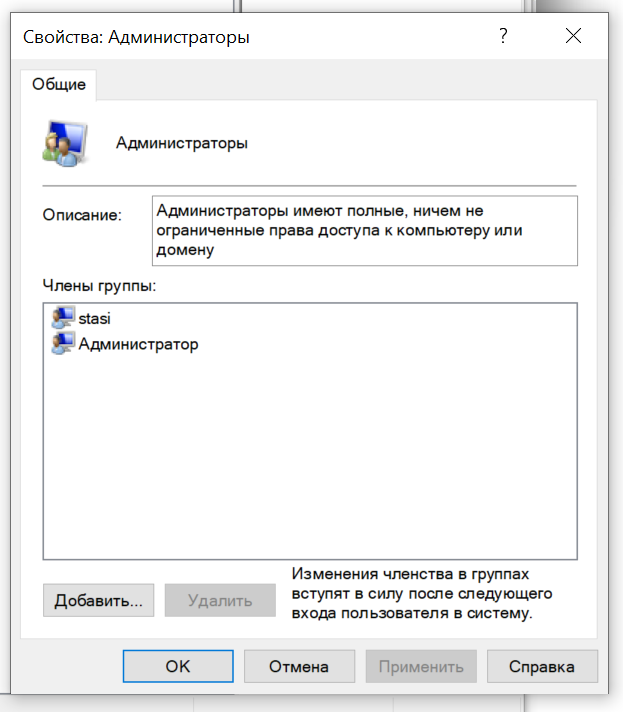 Свойства: Администраторы
?
Общие
Администраторы
Описание:
Администраторы имеют полные, ничем не
ограниченные права доступа к компьютеру или
домену
Члены группы:
stasi
Администратор
Добавить...
Удалить
Изменения членства в группах
вступят в силу после следующего
входа пользователя в систему.
OK
Отмена
Применить
Справка